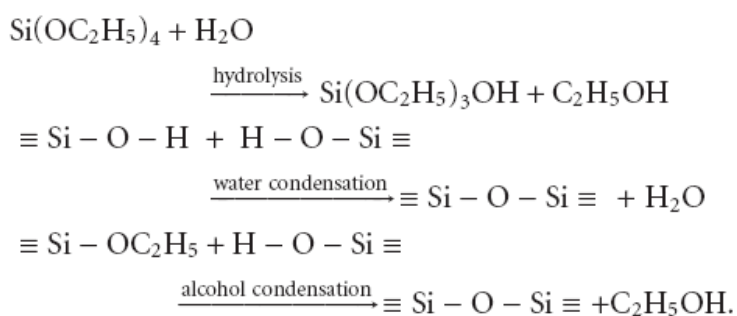 Si(OC₂H₅)₄ + H₂O
hydrolysis
⟶ Si(OC₂H₅)₃OH + C₂H₅OH
≡ Si − O − H + H − O − Si ≡
water condensation
⟶ ≡ Si − O − Si ≡ + H₂O
≡ Si − OC₂H₅ + H − O − Si ≡
alcohol condensation
⟶ ≡ Si − O − Si ≡ +C₂H₅OH.